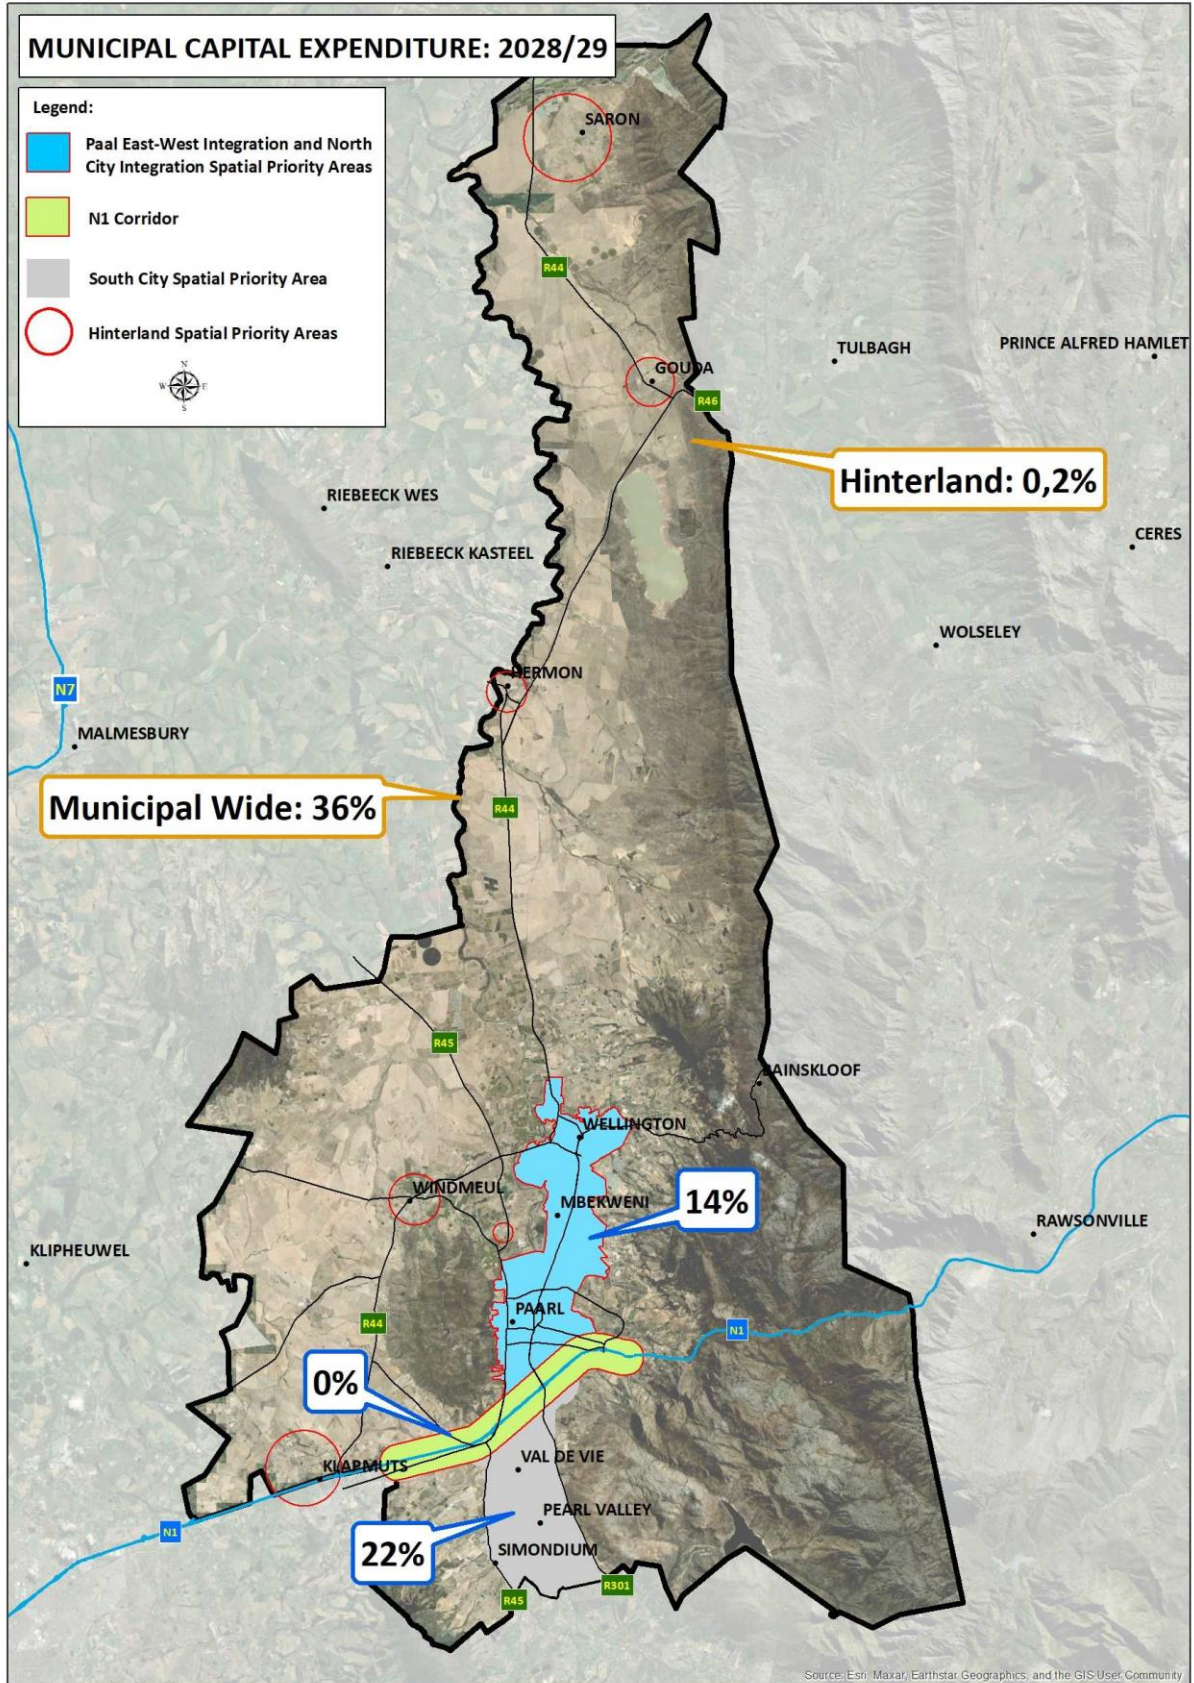 MUNICIPAL CAPITAL EXPENDITURE: 2028/29
Legend:
Paal East-West Integration and North
City Integration Spatial Priority Areas
N1 Corridor
South City Spatial Priority Area
Hinterland Spatial Priority Areas
N
W E
S
SARON
R44
TULBAGH
PRINCE ALFRED HAMLET
GOUDA
R46
Hinterland: 0,2%
RIEBEECK WES
CERES
RIEBEECK KASTEEL
WOLSELEY
HERMON
N7
MALMESBURY
Municipal Wide: 36%
R44
R45
BAINSKLOOF
WELLINGTON
WINDMEUL
MBEKWENI
14%
RAWSONVILLE
KLIPHEUWEL
PAARL
R44
N1
0%
VAL DE VIE
KLAPMUTS
PEARL VALLEY
N1
22%
SIMONDIUM
R301
R45
Source: Esri, Maxar, Earthstar Geographics, and the GIS User Community